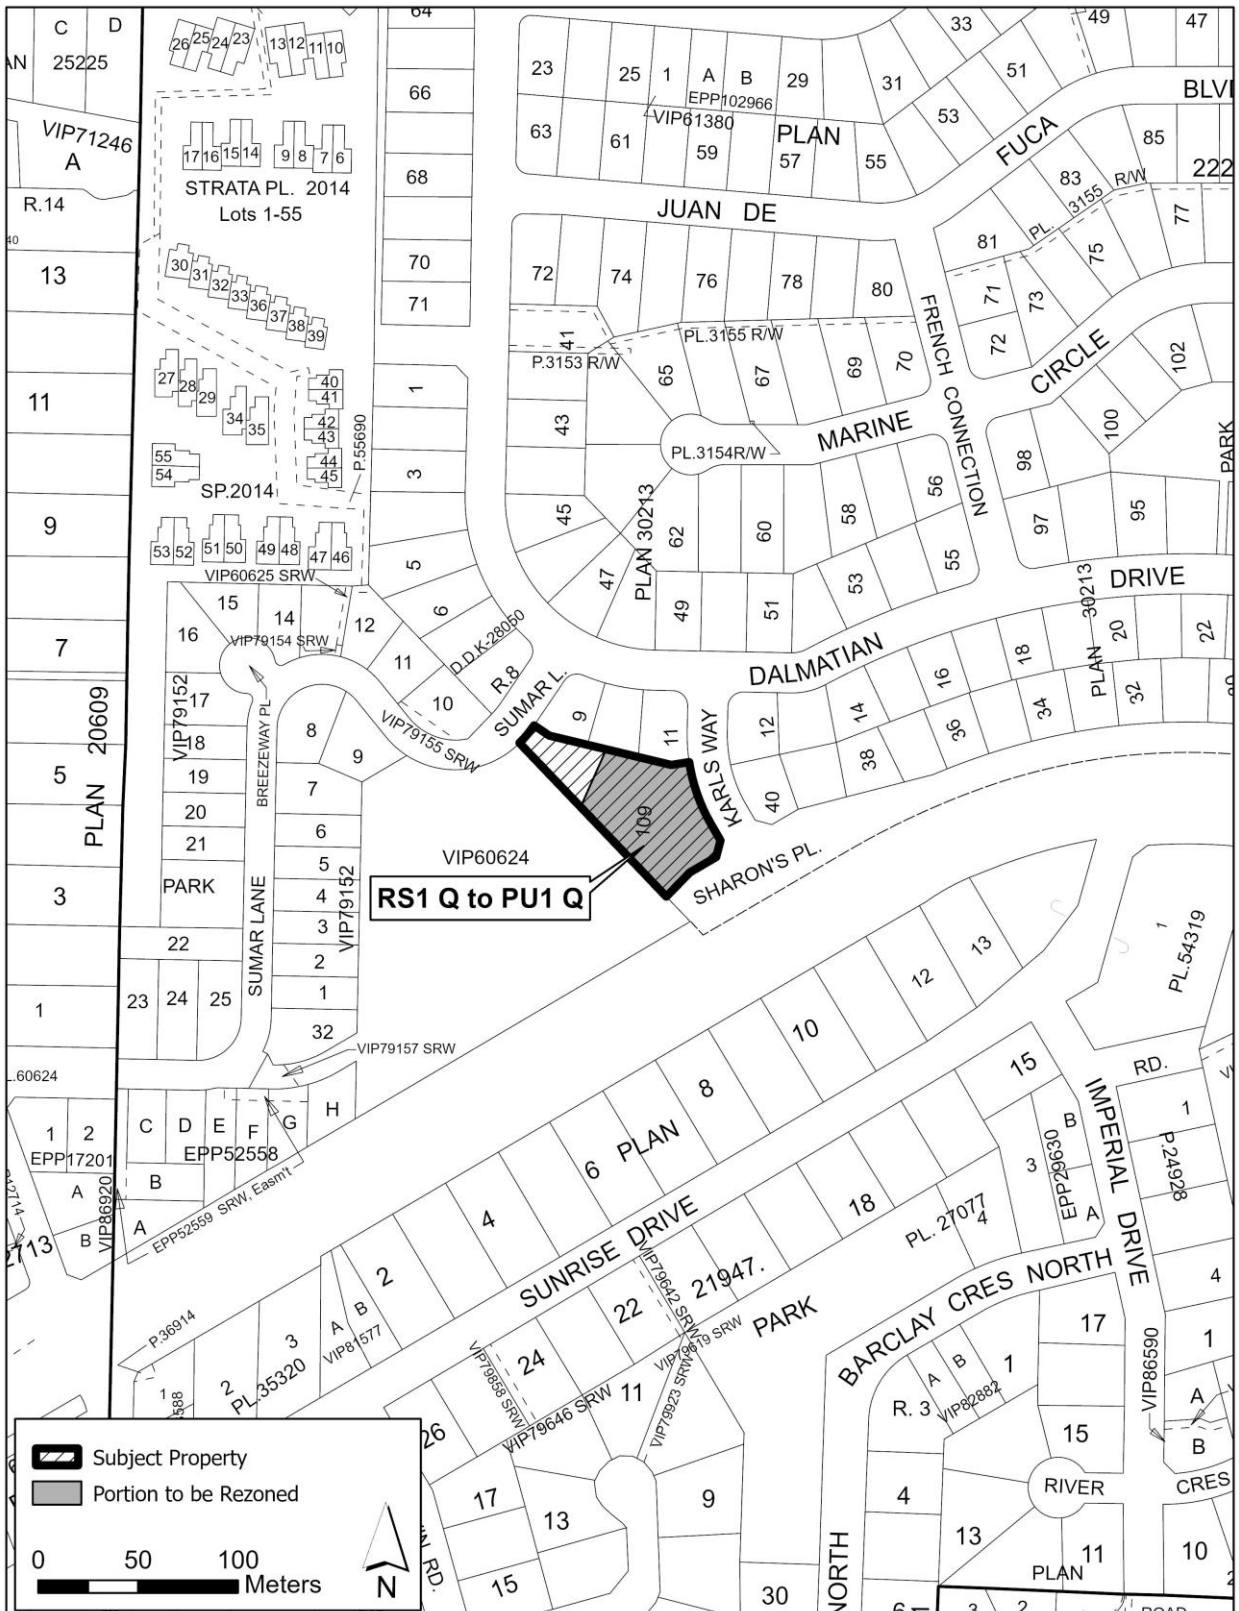 C D
25225
26 25 24 23
13 12 11 10
64
23 25 1 A B 29
EPP102966
31 33 51 49 47
BLV
VIP71246
A
66
VIP61380
PLAN
53 FUCA
63 61 59 57 55
85
222
17 16 15 14 9 8 7 6
STRATA PL. 2014
Lots 1-55
68
83
PL. 3155 R/W
77
R.14
JUAN DE
81 75
40
13
30 31 32 33 36 37 38 39
70
71
72 74 76 78 80
71 73
72
FRENCH CONNECTION
CIRCLE
102
41
PL.3155 R/W
P.3153 R/W
65 67 69 70
27 28 29 34 35
40
41
42
43
44
45
P.55690
1
11
43
MARINE
PL.3154R/W
100
PARK
55
54
SP.2014
3
98
56
58
9
45
PLAN 30213
62 60
97 95
53 52 51 50 49 48 47 46
VIP60625 SRW
5
47
55
53
DRIVE
15 14 12
6
49 51
PLAN 30213
20 22
7
16
VIP79154 SRW
11
D.D.K-28050
R.8
DALMATIAN
18
16
10
SUMAR L.
17
VIP79152
BREEZEWAY PL
8
9
VIP79155 SRW
9
11
KARLS WAY
12 14
34 32
36
38
18
5
PLAN 20609
19
7
40
20
6
109
21
5
VIP60624
SHARON'S PL.
3
PARK
4
RS1 Q to PU1 Q
3
VIP79152
SUMAR LANE
22
2
13
1
PL.54319
12
1
23 24 25
1
32
10
VIP79157 SRW
.60624
15
RD.
8
1 2
EPP17201
C D E F G H
EPP52558
PLAN
IMPERIAL DRIVE
1
B
3
EPP29630
P.24928
6
A
B
A
EPP52559 SRW, Easm't
VIP86920
B
A
18
PL. 27077
4
4
SUNRISE DRIVE
2713
VIP79642 SRW
21947.
BARCLAY CRES NORTH
4
2
22
PARK
P.36914
A B
VIP81577
3
VIP79619 SRW
17
1
24
VIP79858 SRW
A B 1
VIP82882
VIP86590
2
PL.35320
1
588
11
VIP79923 SRW
R. 3
A
26
VIP79646 SRW
15
B
Subject Property
Portion to be Rezoned
0 50 100
Meters
N
17
9
4
RIVER
CRES
13
13
11
10
15
RD.
30
NORTH
PLAN
3 2 1
ROAD